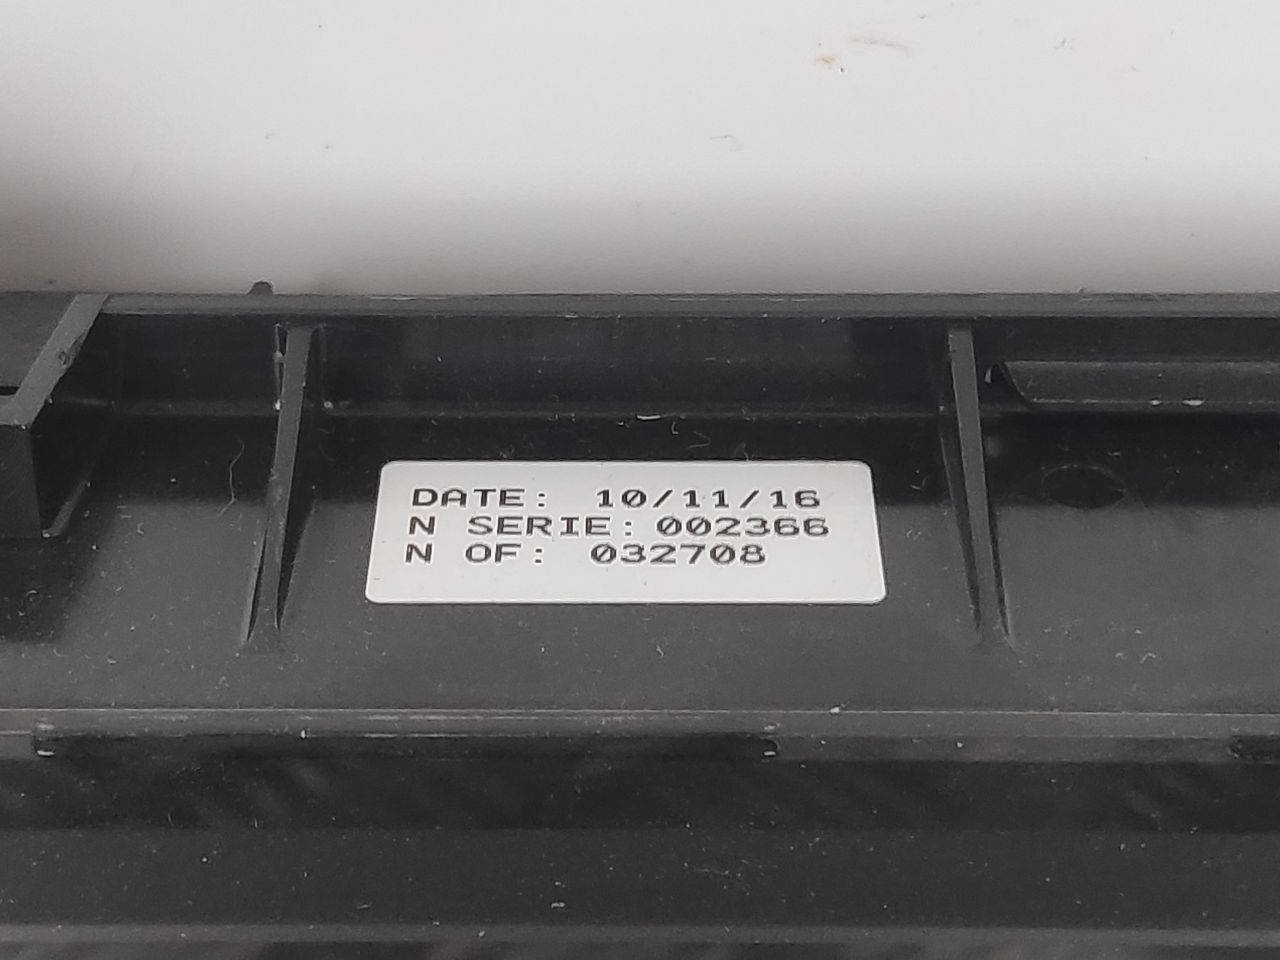 DATE: 10/11/16
N SERIE: 002366
N OF: 032708